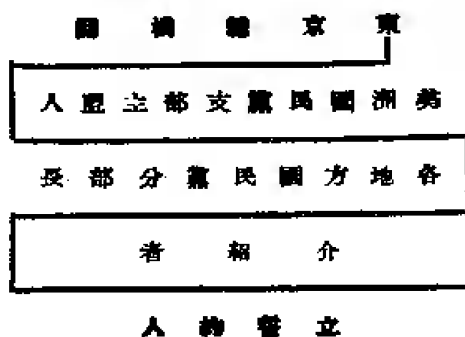 東京總機關
美洲國民黨支部主盟人
各地方國民黨分部長
介紹者
立誓約人